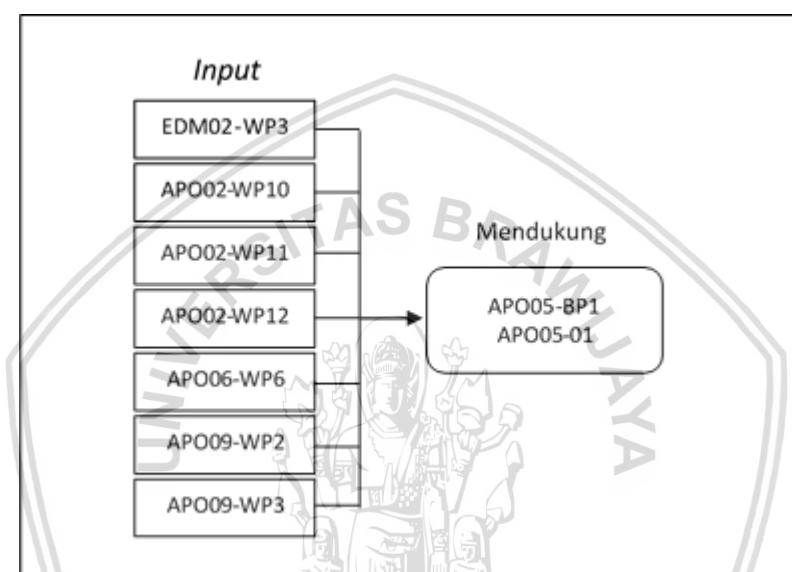 Input
EDM02-WP3
APO02-WP10
APO02-WP11
APO02-WP12
APO06-WP6
APO09-WP2
APO09-WP3
Mendukung
APO05-BP1
APO05-01
UNIVERSITAS BRAWIJAYA